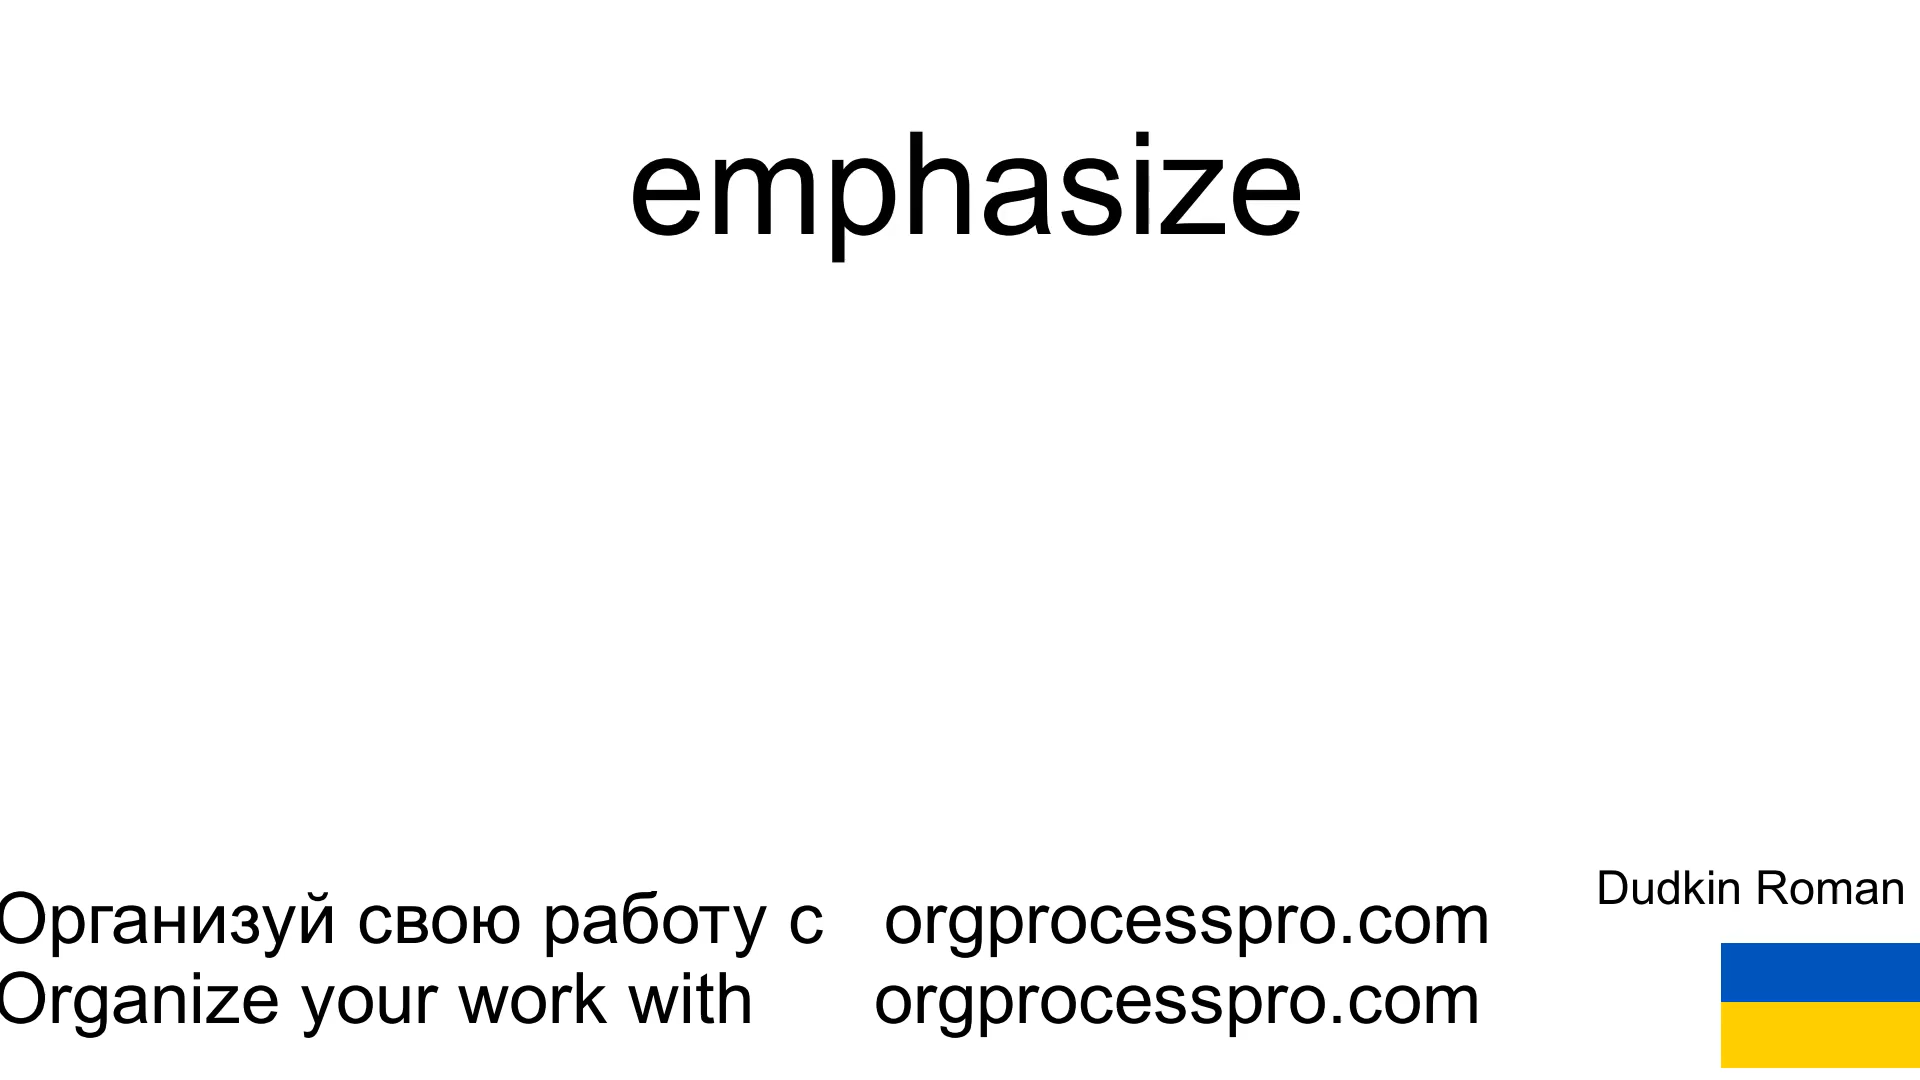 emphasize
Dudkin Roman
Организуй свою работу с orgprocesspro.com
Organize your work with orgprocesspro.com